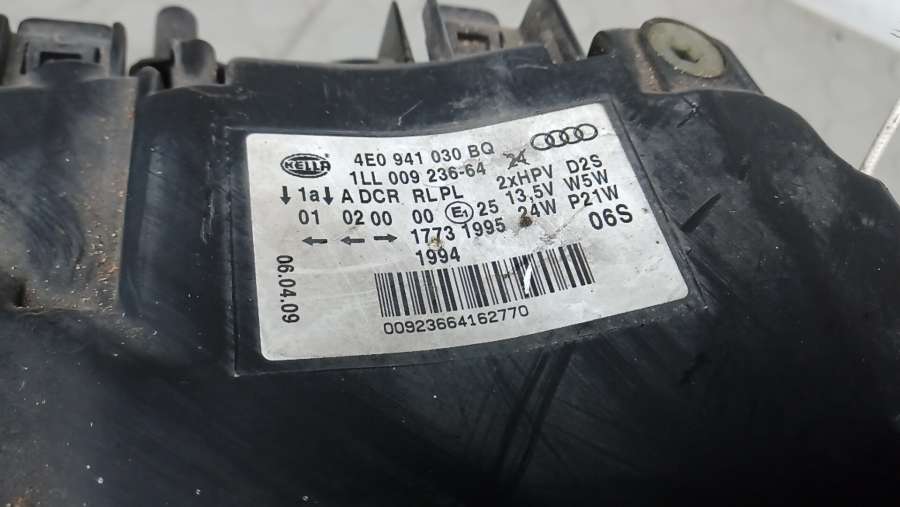 HELLA 4E0 941 030 BQ
1LL 009 236-64 24
↓1a↓ A DCR RLPL 2xHPV D2S
01 02 00 00 E1 25 13,5V W5W
← ← → 1773 1995 24W P21W
1994 06S
06.04.09
00923664162770